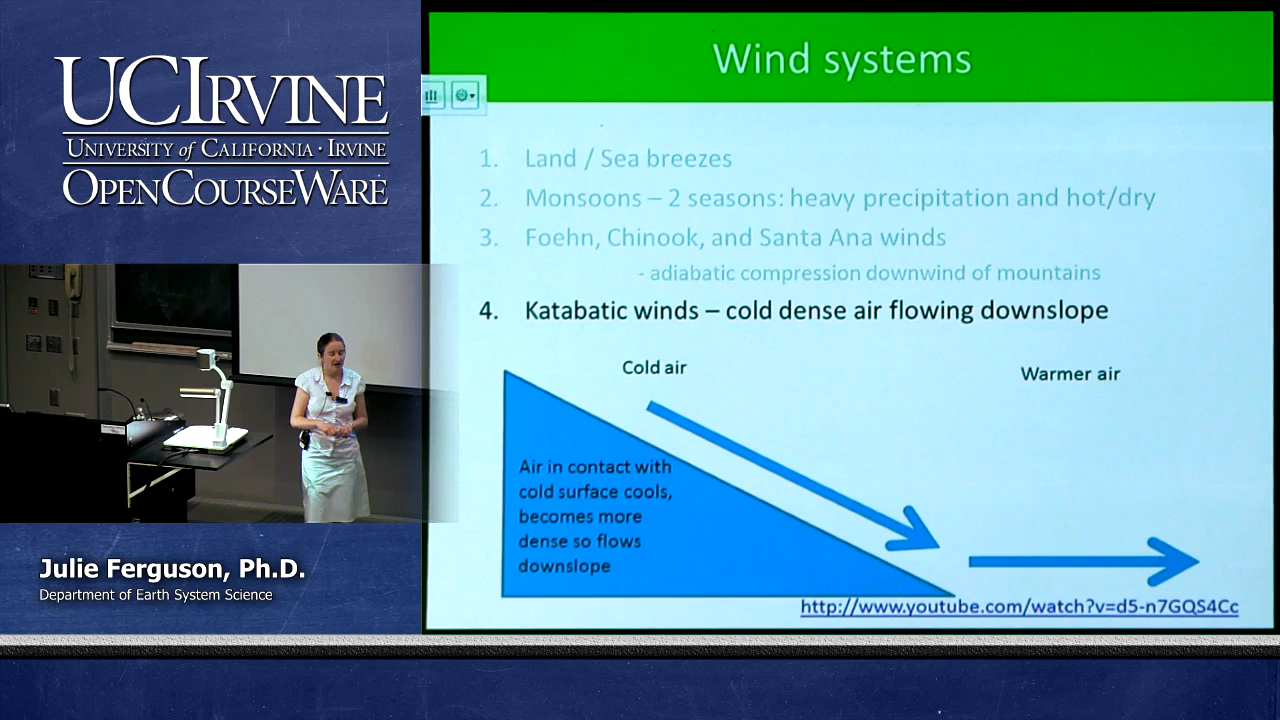 UCIRVINE
UNIVERSITY of CALIFORNIA · IRVINE
OPENCOURSEWARE
Julie Ferguson, Ph.D.
Department of Earth System Science
Wind systems
1. Land / Sea breezes
2. Monsoons – 2 seasons: heavy precipitation and hot/dry
3. Foehn, Chinook, and Santa Ana winds
- adiabatic compression downwind of mountains
4. Katabatic winds – cold dense air flowing downslope
Cold air
Warmer air
Air in contact with
cold surface cools,
becomes more
dense so flows
downslope
http://www.youtube.com/watch?v=d5-n7GQS4Cc